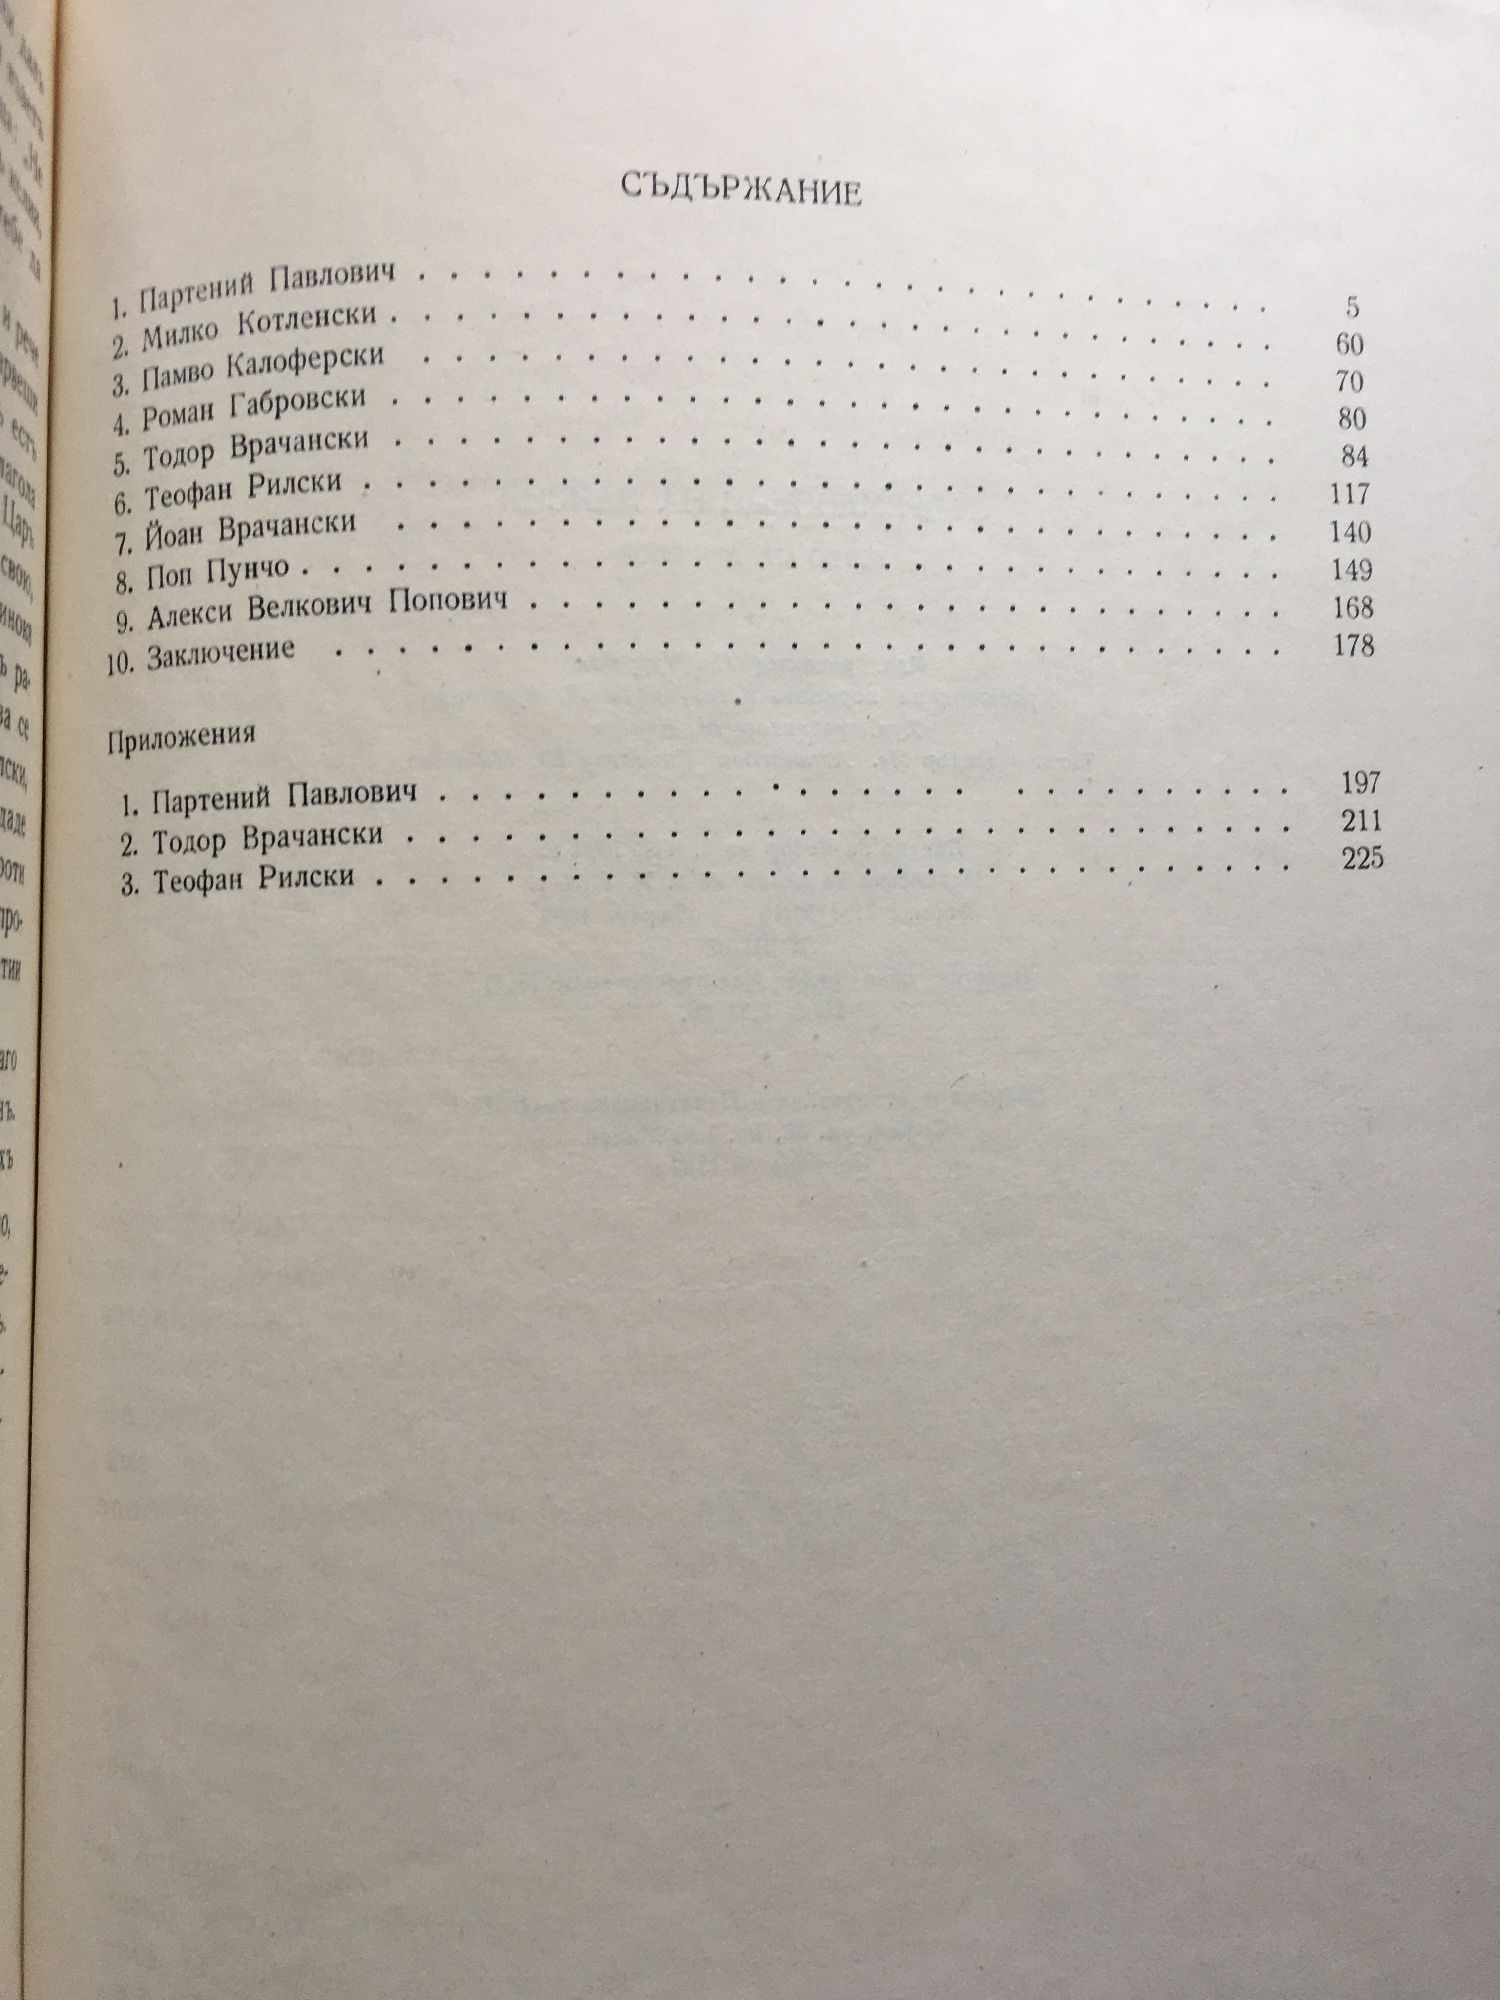 СЪДЪРЖАНИЕ
1. Партений Павлович . . . . . . . . . . . . . . . . . . . . . . . . . . 5
2. Милко Котленски . . . . . . . . . . . . . . . . . . . . . . . . . . . 60
3. Памво Калоферски . . . . . . . . . . . . . . . . . . . . . . . . . . 70
4. Роман Габровски . . . . . . . . . . . . . . . . . . . . . . . . . . . 80
5. Тодор Врачански . . . . . . . . . . . . . . . . . . . . . . . . . . . 84
6. Теофан Рилски . . . . . . . . . . . . . . . . . . . . . . . . . . . . 117
7. Йоан Врачански . . . . . . . . . . . . . . . . . . . . . . . . . . . 140
8. Поп Пунчо . . . . . . . . . . . . . . . . . . . . . . . . . . . . . . 149
9. Алекси Велкович Попович . . . . . . . . . . . . . . . . . . . . . . . 168
10. Заключение . . . . . . . . . . . . . . . . . . . . . . . . . . . . . 178
Приложения
1. Партений Павлович . . . . . . . . . . . . . . . . . . . . . . . . . . 197
2. Тодор Врачански . . . . . . . . . . . . . . . . . . . . . . . . . . . 211
3. Теофан Рилски . . . . . . . . . . . . . . . . . . . . . . . . . . . . 225